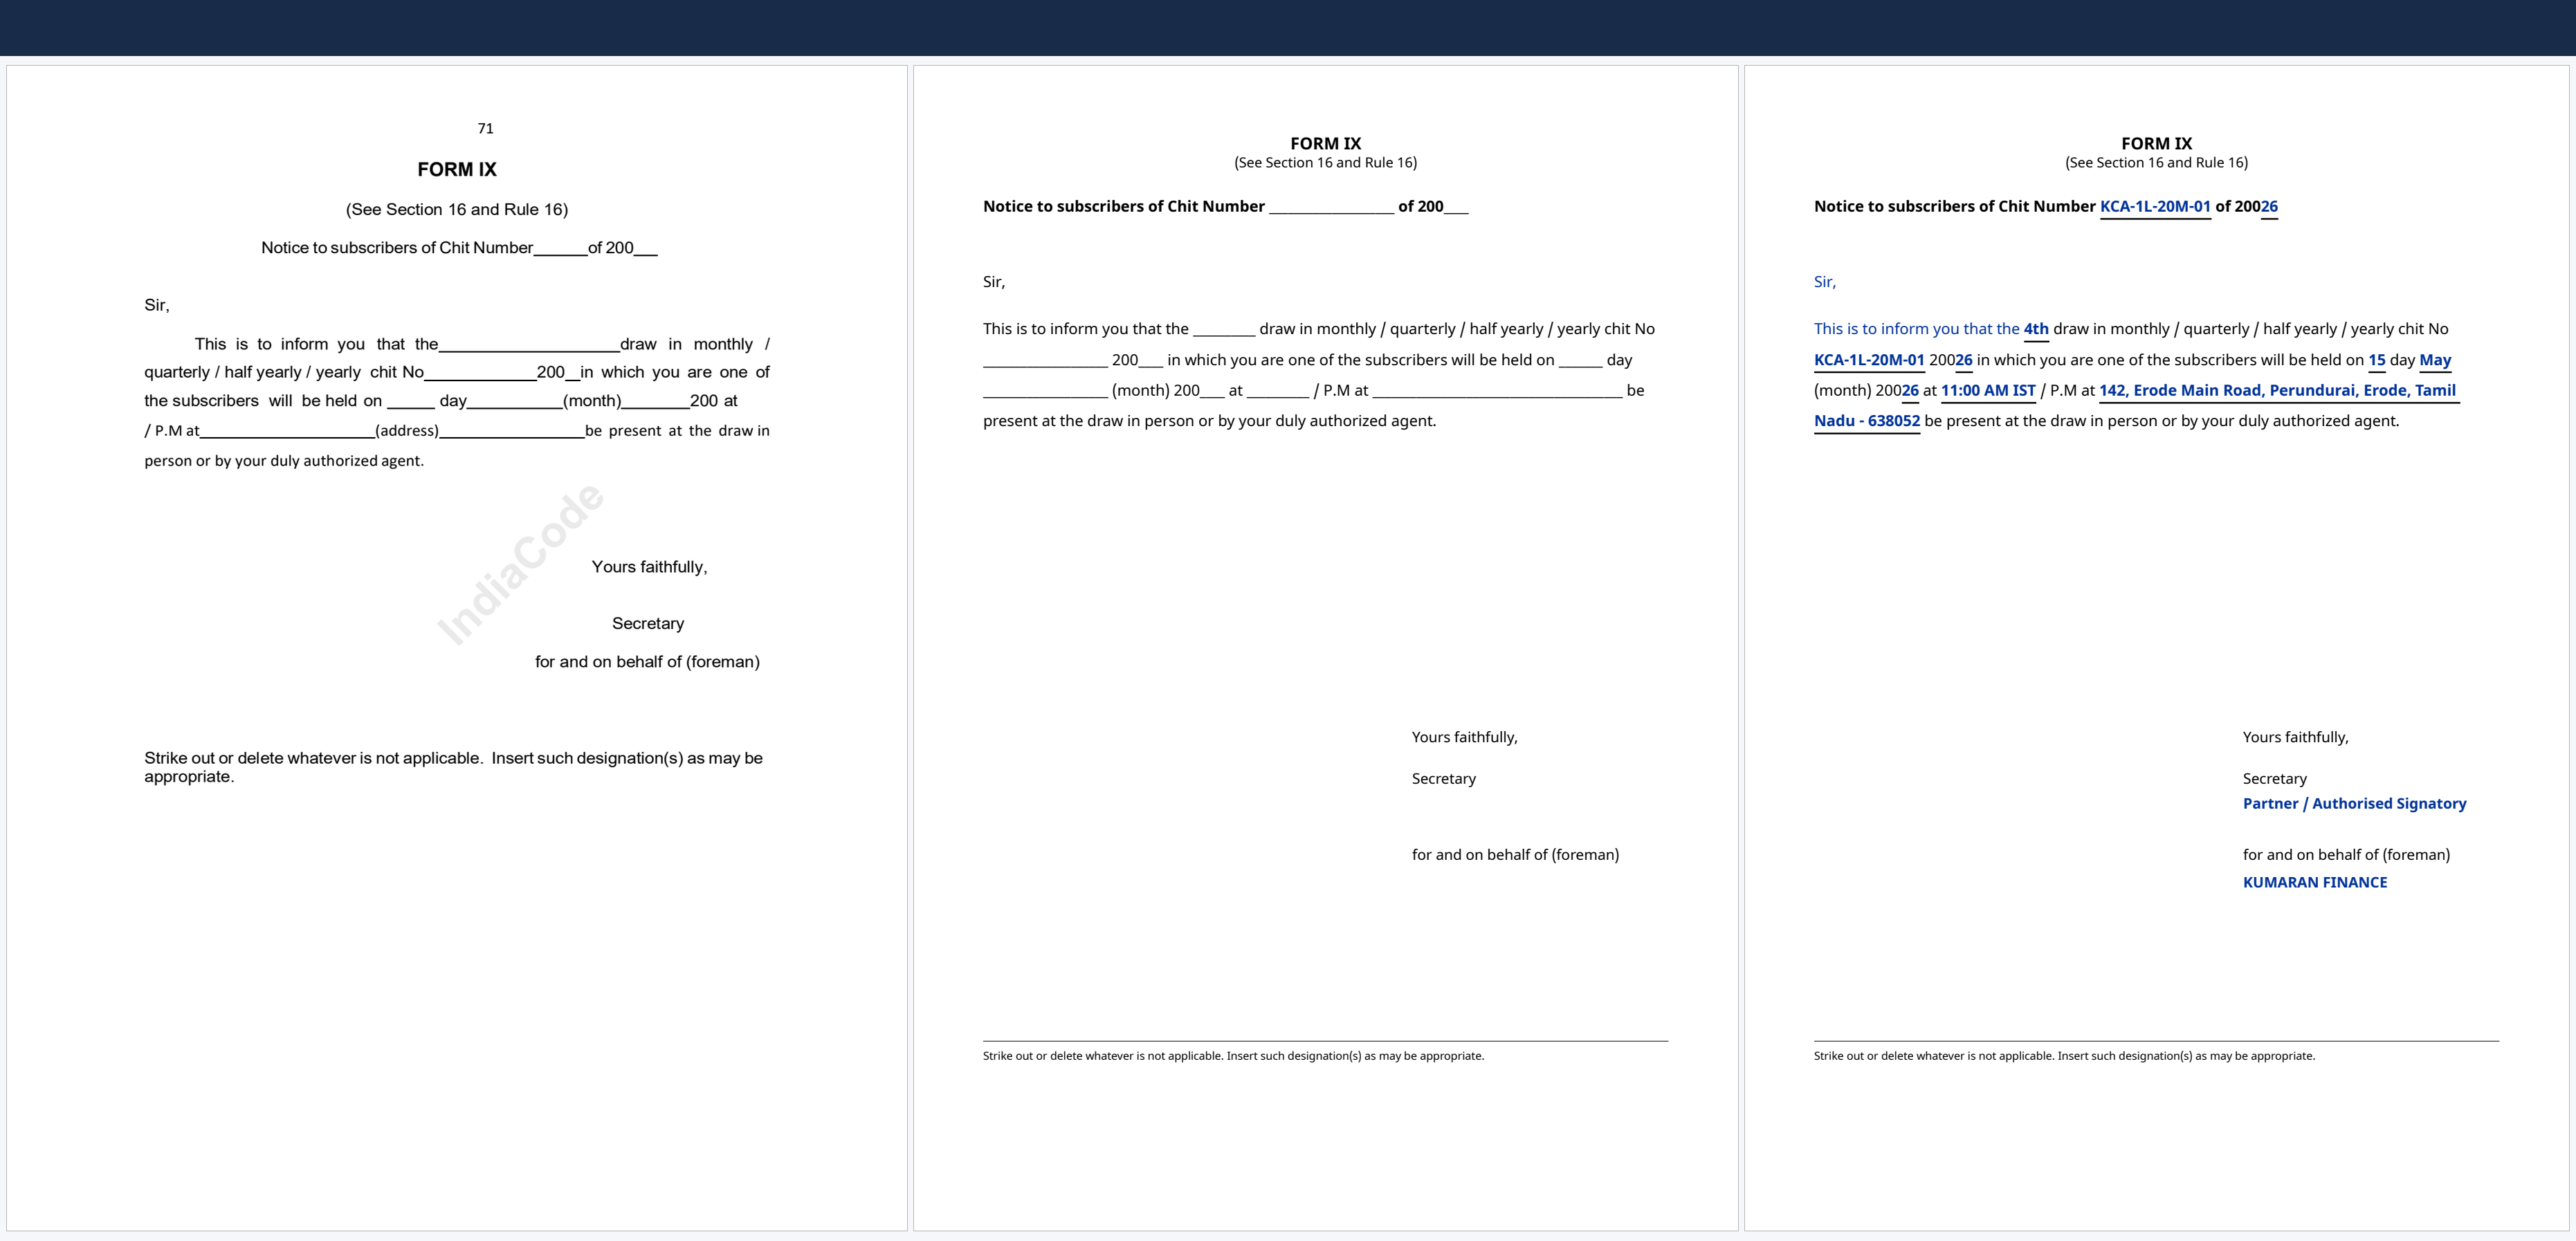 71
FORM IX
(See Section 16 and Rule 16)
Notice to subscribers of Chit Number______of 200___
Sir,
This is to inform you that the____________________draw in monthly /
quarterly / half yearly / yearly chit No_____________200__in which you are one of
the subscribers will be held on _____ day___________(month)________200 at
/ P.M at____________________(address)_________________be present at the draw in
person or by your duly authorized agent.
IndiaCode
Yours faithfully,
Secretary
for and on behalf of (foreman)
Strike out or delete whatever is not applicable. Insert such designation(s) as may be
appropriate.
FORM IX
(See Section 16 and Rule 16)
Notice to subscribers of Chit Number ________________ of 200___
Sir,
This is to inform you that the ________ draw in monthly / quarterly / half yearly / yearly chit No
________________ 200___ in which you are one of the subscribers will be held on ______ day
________________ (month) 200___ at ________ / P.M at ________________________________ be
present at the draw in person or by your duly authorized agent.
Yours faithfully,
Secretary
for and on behalf of (foreman)
Strike out or delete whatever is not applicable. Insert such designation(s) as may be appropriate.
FORM IX
(See Section 16 and Rule 16)
Notice to subscribers of Chit Number KCA-1L-20M-01 of 20026
Sir,
This is to inform you that the 4th draw in monthly / quarterly / half yearly / yearly chit No
KCA-1L-20M-01 20026 in which you are one of the subscribers will be held on 15 day May
(month) 20026 at 11:00 AM IST / P.M at 142, Erode Main Road, Perundurai, Erode, Tamil
Nadu - 638052 be present at the draw in person or by your duly authorized agent.
Yours faithfully,
Secretary
Partner / Authorised Signatory
for and on behalf of (foreman)
KUMARAN FINANCE
Strike out or delete whatever is not applicable. Insert such designation(s) as may be appropriate.